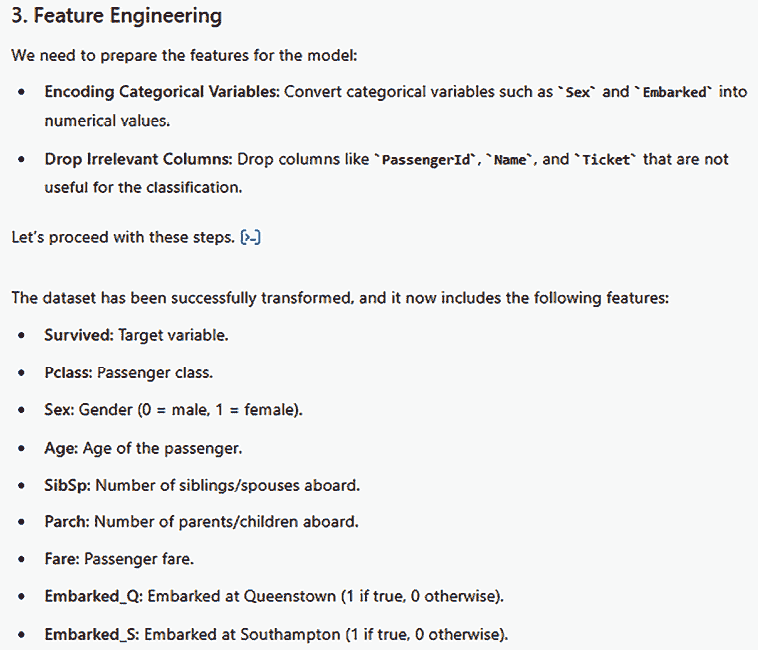 3. Feature Engineering
We need to prepare the features for the model:
• Encoding Categorical Variables: Convert categorical variables such as `Sex` and `Embarked` into
numerical values.
• Drop Irrelevant Columns: Drop columns like `PassengerId`, `Name`, and `Ticket` that are not
useful for the classification.
Let's proceed with these steps. [>-]
The dataset has been successfully transformed, and it now includes the following features:
• Survived: Target variable.
• Pclass: Passenger class.
• Sex: Gender (0 = male, 1 = female).
• Age: Age of the passenger.
• SibSp: Number of siblings/spouses aboard.
• Parch: Number of parents/children aboard.
• Fare: Passenger fare.
• Embarked_Q: Embarked at Queenstown (1 if true, 0 otherwise).
• Embarked_S: Embarked at Southampton (1 if true, 0 otherwise).